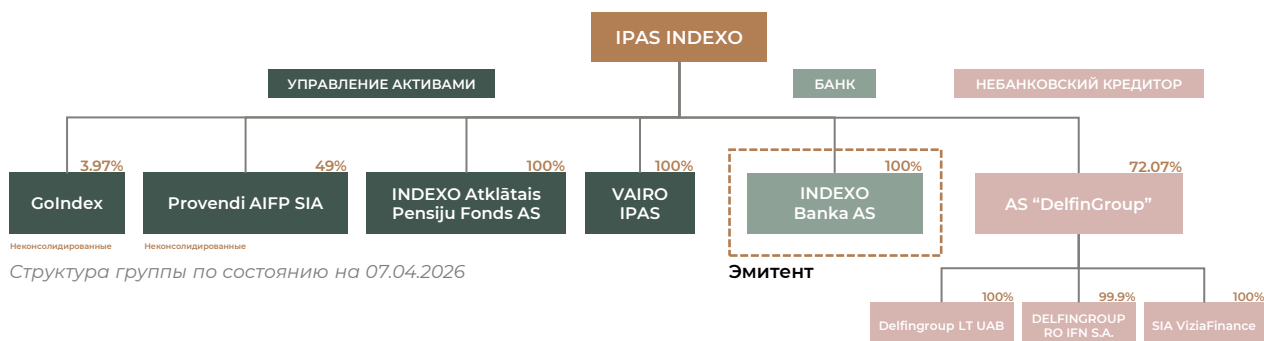 IPAS INDEXO
УПРАВЛЕНИЕ АКТИВАМИ
БАНК
НЕБАНКОВСКИЙ КРЕДИТОР
3.97%
49%
100%
100%
100%
72.07%
GoIndex
Provendi AIFP SIA
INDEXO Atklātais
Pensiju Fonds AS
VAIRO
IPAS
INDEXO
Banka AS
AS “DelfinGroup”
Неконсолидированные
Неконсолидированные
Структура группы по состоянию на 07.04.2026
Эмитент
100%
99.9%
100%
Delfingroup LT UAB
DELFINGROUP
RO IFN S.A.
SIA ViziaFinance